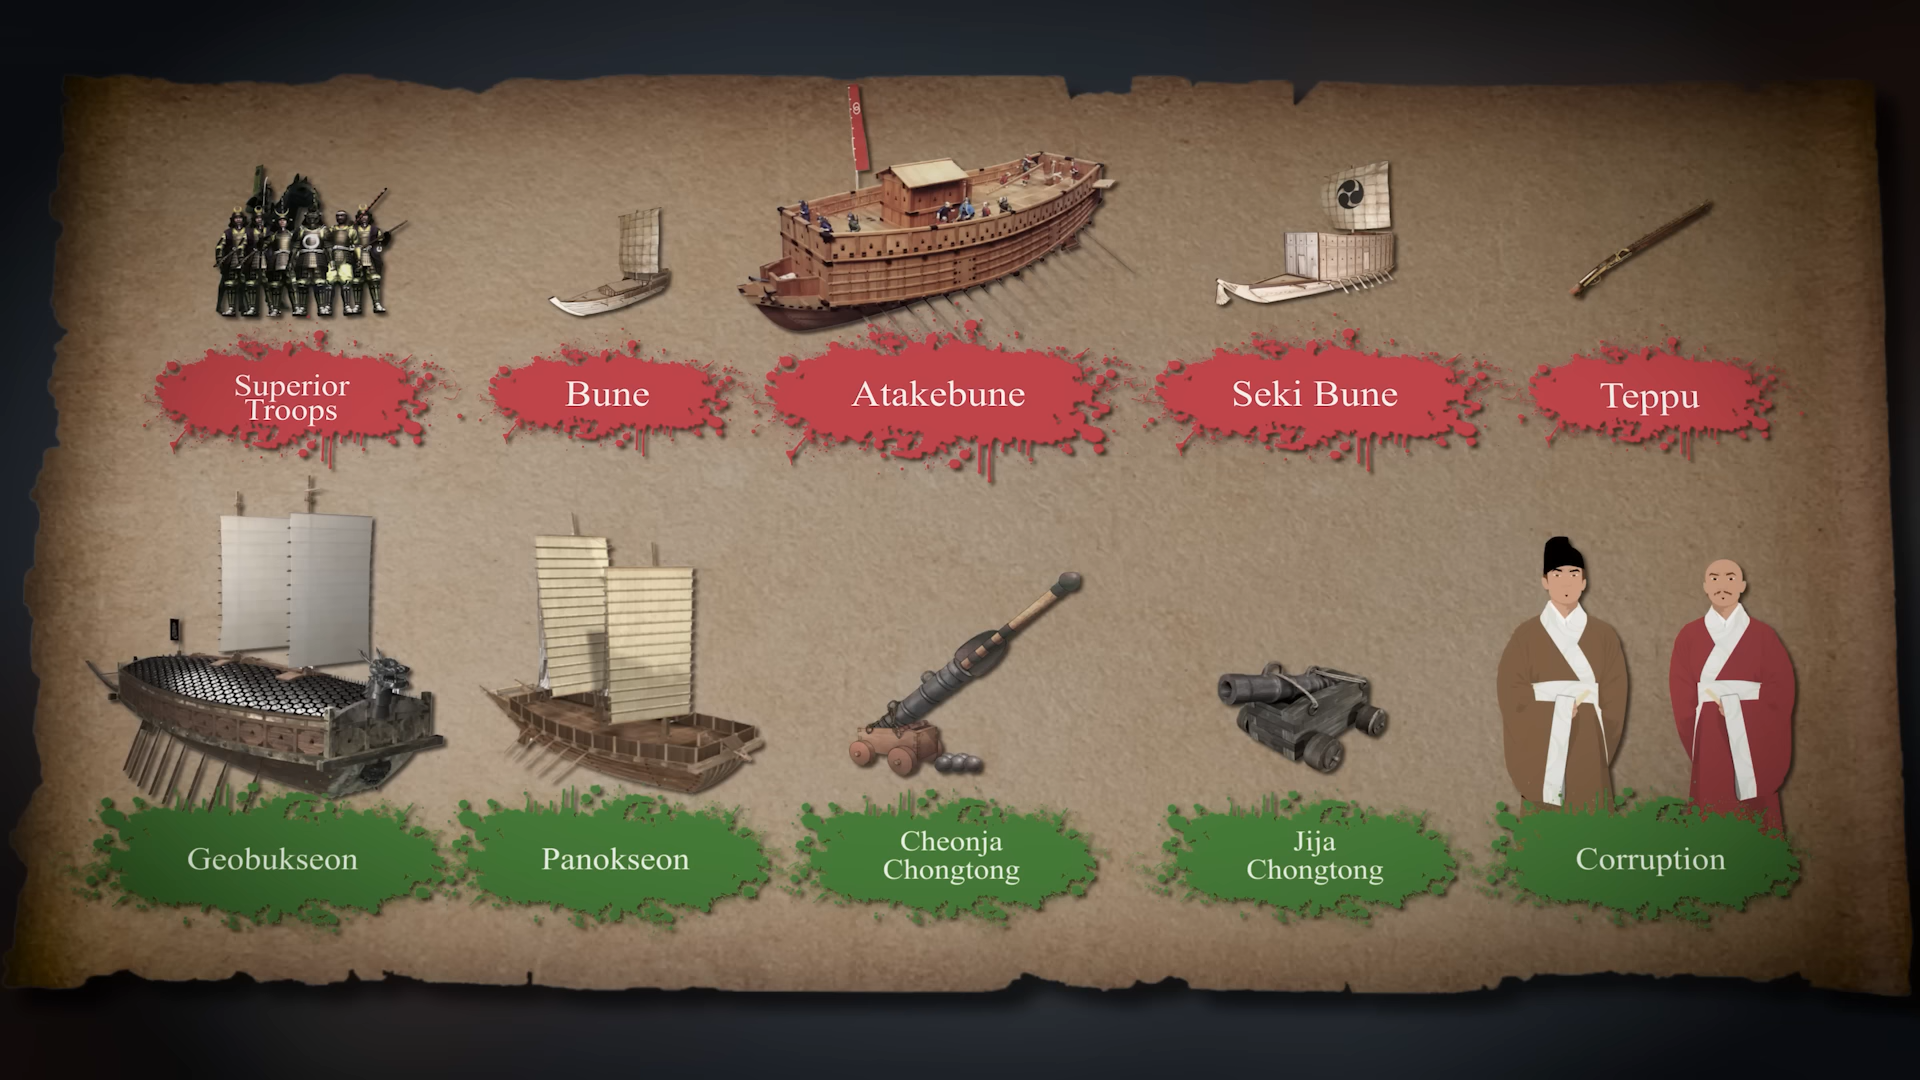 Superior
Troops
Bune
Atakebune
Seki Bune
Teppu
Geobukseon
Panokseon
Cheonja
Chongtong
Jija
Chongtong
Corruption